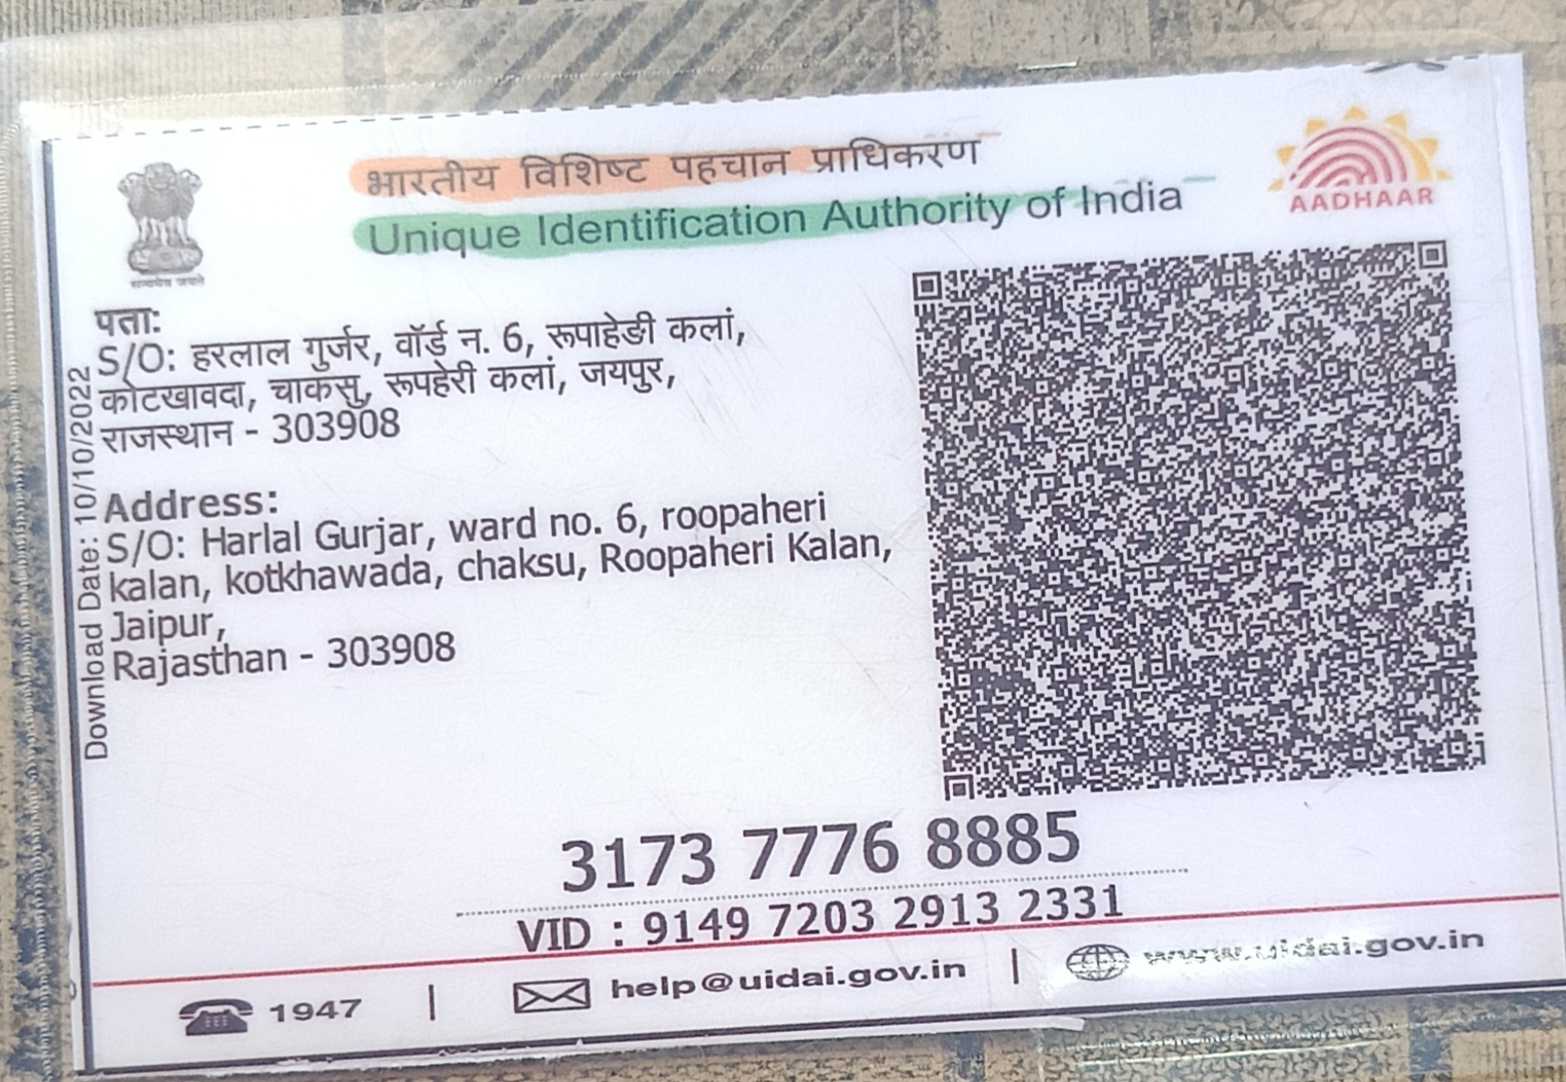 भारतीय विशिष्ट पहचान प्राधिकरण
Unique Identification Authority of India
AADHAAR
सत्यमेव जयते
पता:
S/O: हरलाल गुर्जर, वॉर्ड न. 6, रूपाहेङी कलां,
कोटखावदा, चाकसु, रूपहेरी कलां, जयपुर,
राजस्थान - 303908
Address:
S/O: Harlal Gurjar, ward no. 6, roopaheri
kalan, kotkhawada, chaksu, Roopaheri Kalan,
Jaipur,
Rajasthan - 303908
Download Date: 10/10/2022
3173 7776 8885
VID : 9149 7203 2913 2331
1947 | help@uidai.gov.in | www.uidai.gov.in